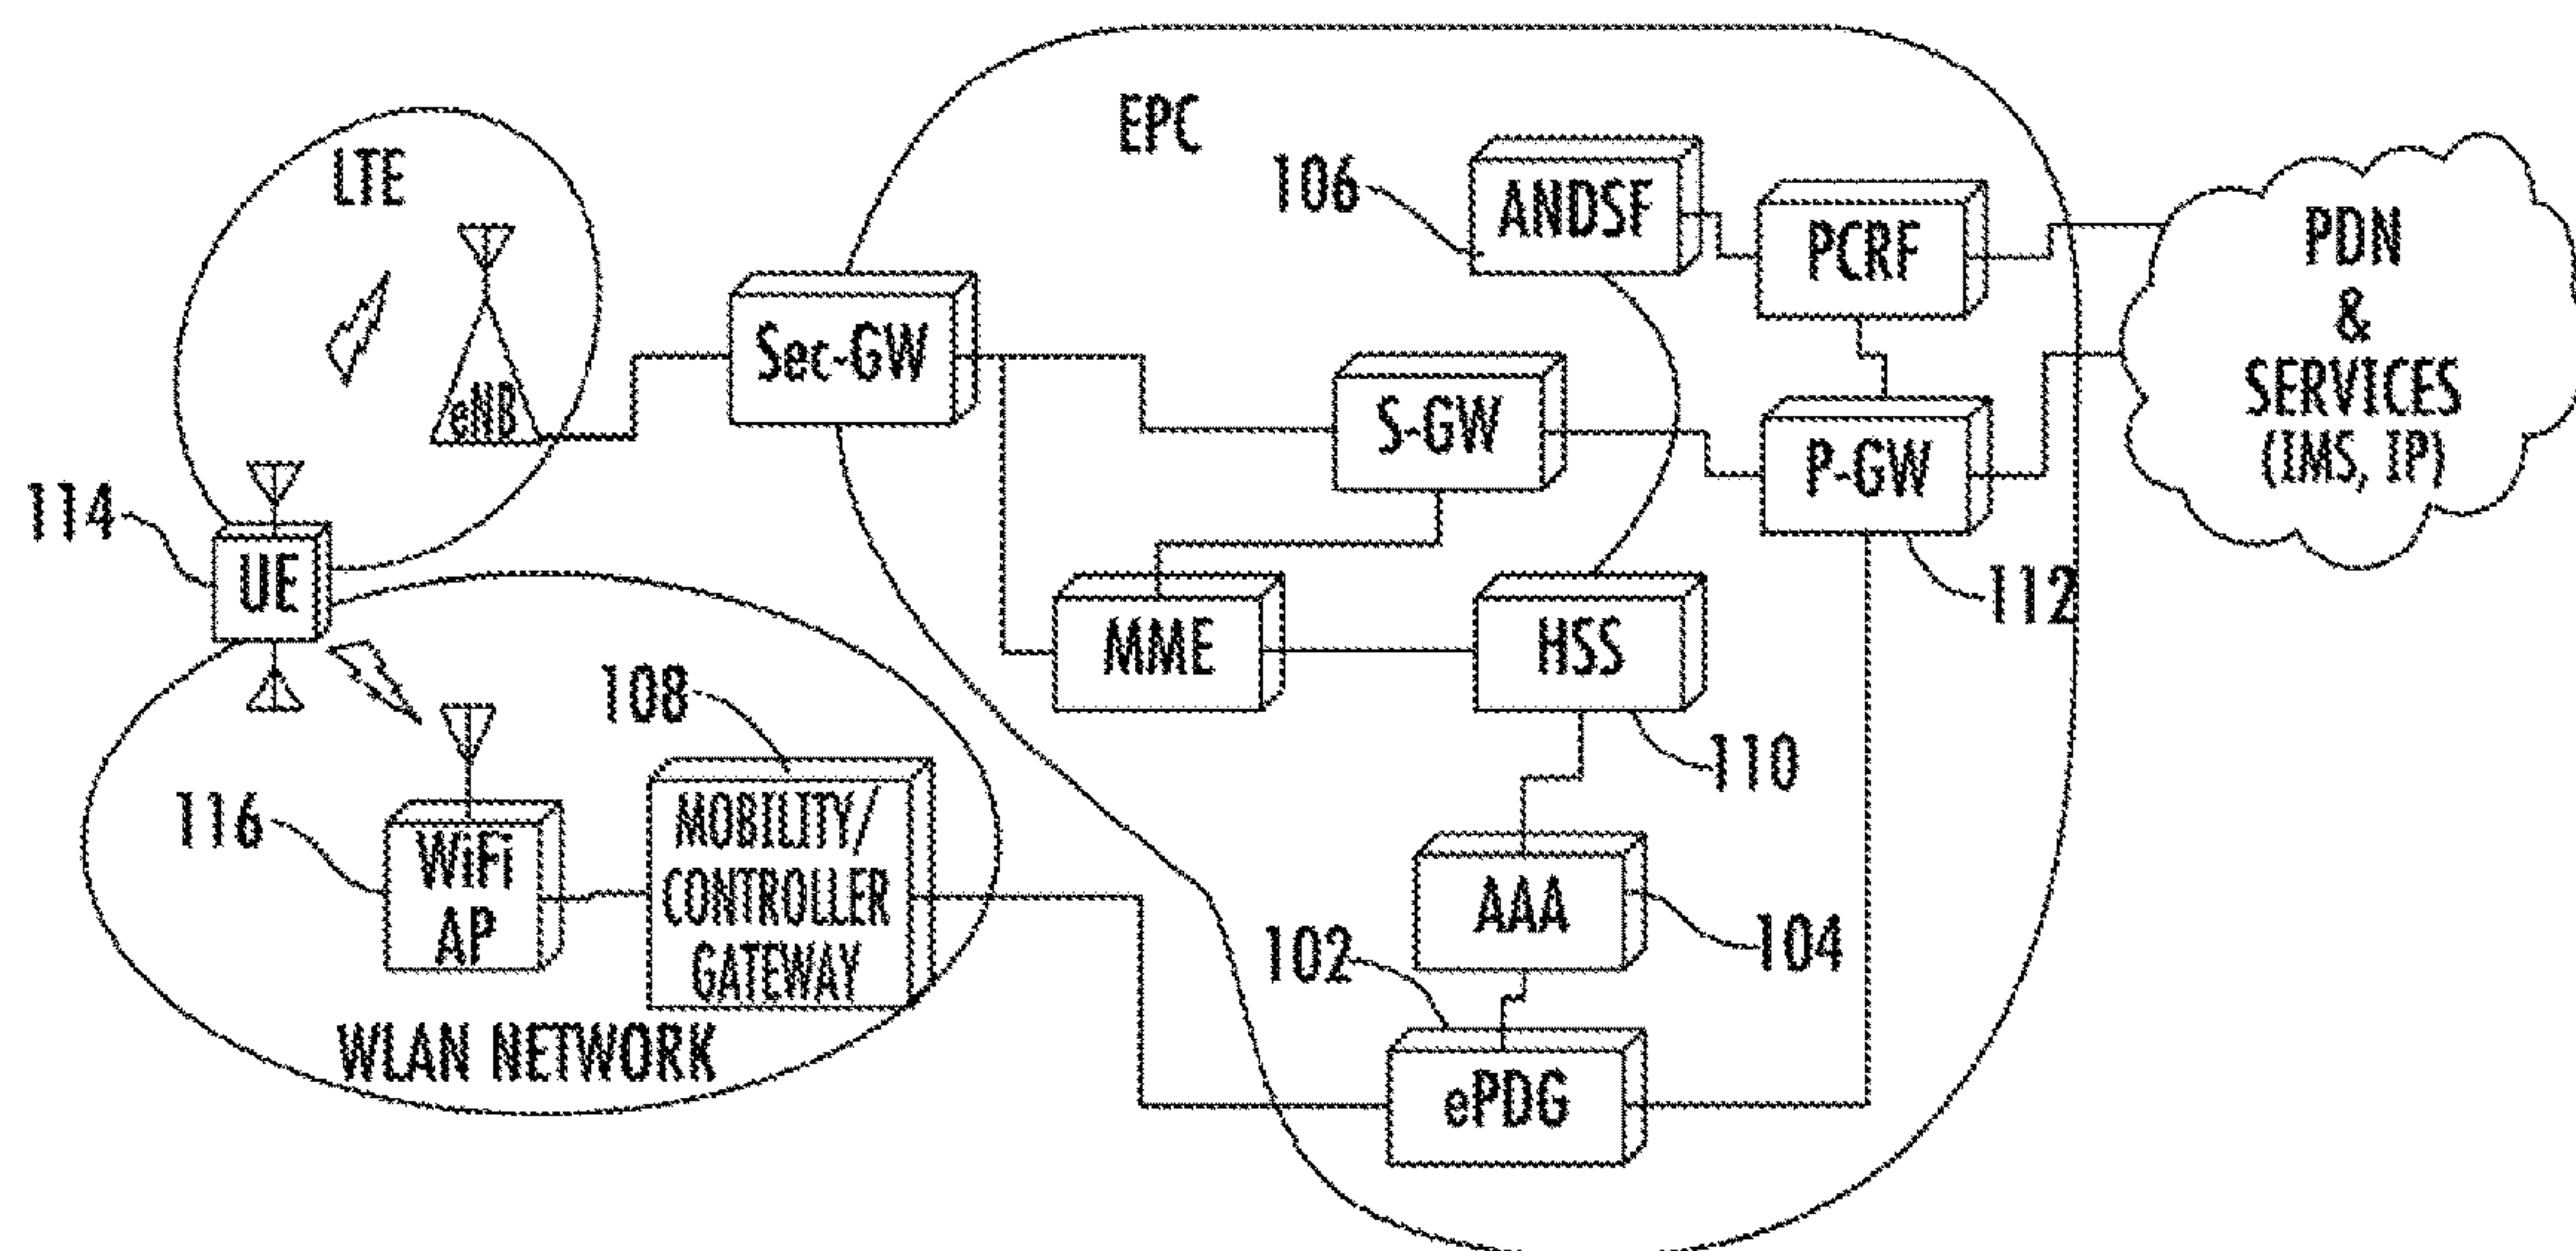 EPC
LTE
106
ANDSF
PCRF
PDN
&
SERVICES
(IMS, IP)
Sec-GW
eNB
S-GW
P-GW
114
UE
112
MME
HSS
108
110
116
WiFi
AP
MOBILITY/
CONTROLLER
GATEWAY
AAA
104
102
WLAN NETWORK
ePDG